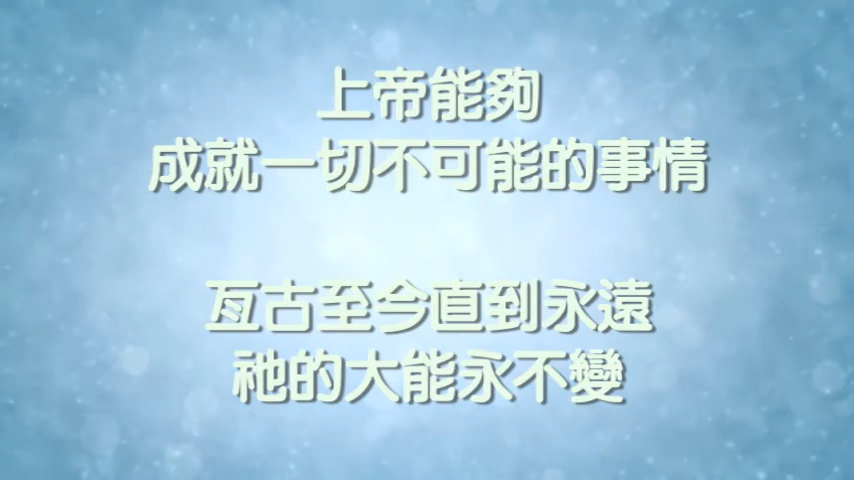 上帝能夠
成就一切不可能的事情
亙古至今直到永遠
祂的大能永不變